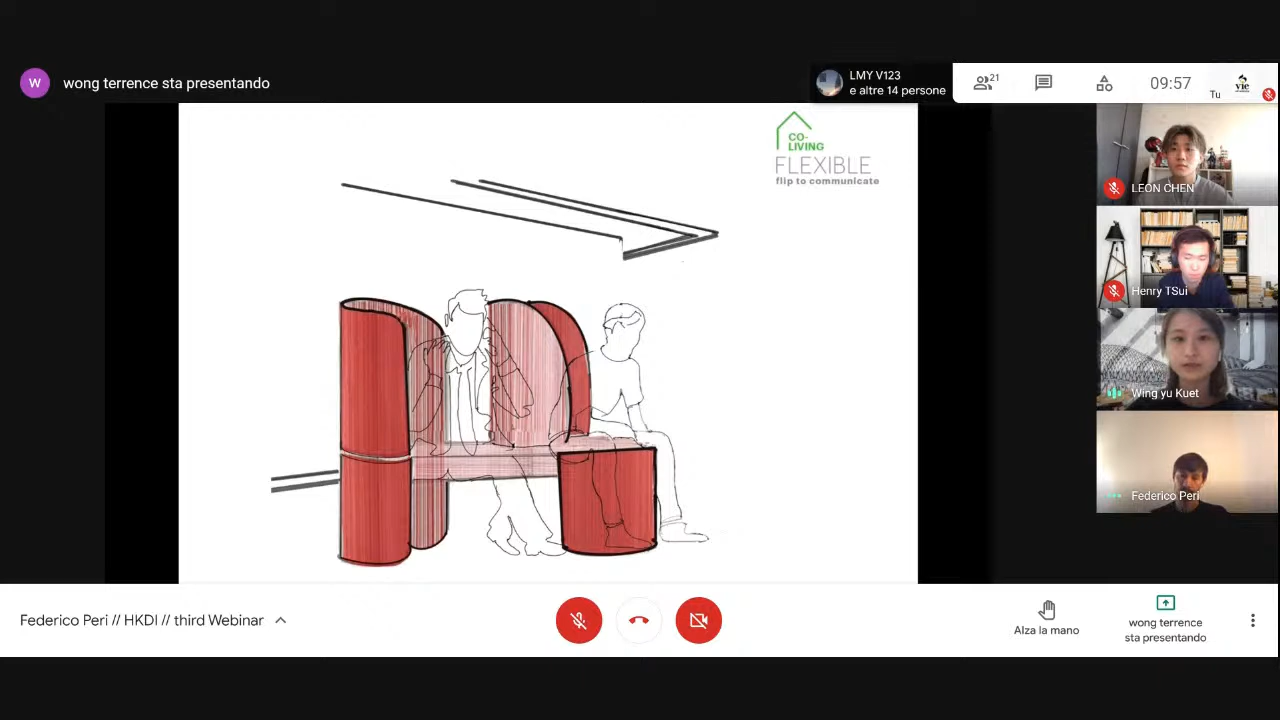 W
wong terrence sta presentando
LMY V123
e altre 14 persone
21
09:57
Tu
vie
CO-
LIVING
FLEXIBLE
flip to communicate
LEON CHEN
Henry TSui
Wing yu Kuet
Federico Peri
Federico Peri // HKDI // third Webinar
Alza la mano
wong terrence
sta presentando